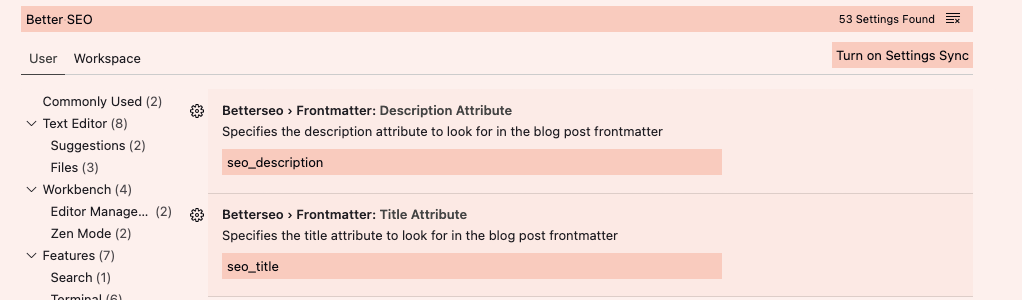 Better SEO
53 Settings Found
User Workspace
Turn on Settings Sync
Commonly Used (2)
Text Editor (8)
Suggestions (2)
Files (3)
Workbench (4)
Editor Manage... (2)
Zen Mode (2)
Features (7)
Search (1)
Terminal (6)
Betterseo › Frontmatter: Description Attribute
Specifies the description attribute to look for in the blog post frontmatter
seo_description
Betterseo › Frontmatter: Title Attribute
Specifies the title attribute to look for in the blog post frontmatter
seo_title